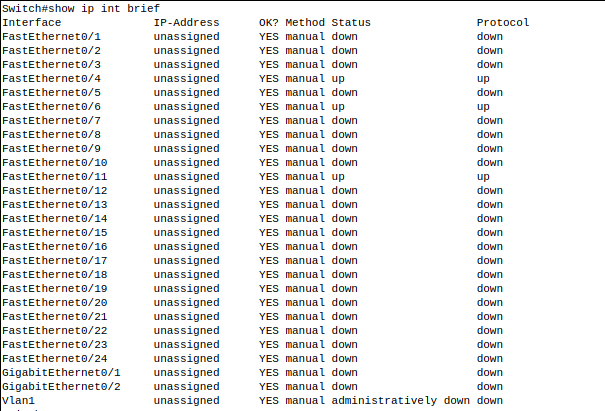 Switch#show ip int brief
Interface IP-Address OK? Method Status Protocol
FastEthernet0/1 unassigned YES manual down down
FastEthernet0/2 unassigned YES manual down down
FastEthernet0/3 unassigned YES manual down down
FastEthernet0/4 unassigned YES manual up up
FastEthernet0/5 unassigned YES manual down down
FastEthernet0/6 unassigned YES manual up up
FastEthernet0/7 unassigned YES manual down down
FastEthernet0/8 unassigned YES manual down down
FastEthernet0/9 unassigned YES manual down down
FastEthernet0/10 unassigned YES manual down down
FastEthernet0/11 unassigned YES manual up up
FastEthernet0/12 unassigned YES manual down down
FastEthernet0/13 unassigned YES manual down down
FastEthernet0/14 unassigned YES manual down down
FastEthernet0/15 unassigned YES manual down down
FastEthernet0/16 unassigned YES manual down down
FastEthernet0/17 unassigned YES manual down down
FastEthernet0/18 unassigned YES manual down down
FastEthernet0/19 unassigned YES manual down down
FastEthernet0/20 unassigned YES manual down down
FastEthernet0/21 unassigned YES manual down down
FastEthernet0/22 unassigned YES manual down down
FastEthernet0/23 unassigned YES manual down down
FastEthernet0/24 unassigned YES manual down down
GigabitEthernet0/1 unassigned YES manual down down
GigabitEthernet0/2 unassigned YES manual down down
Vlan1 unassigned YES manual administratively down down